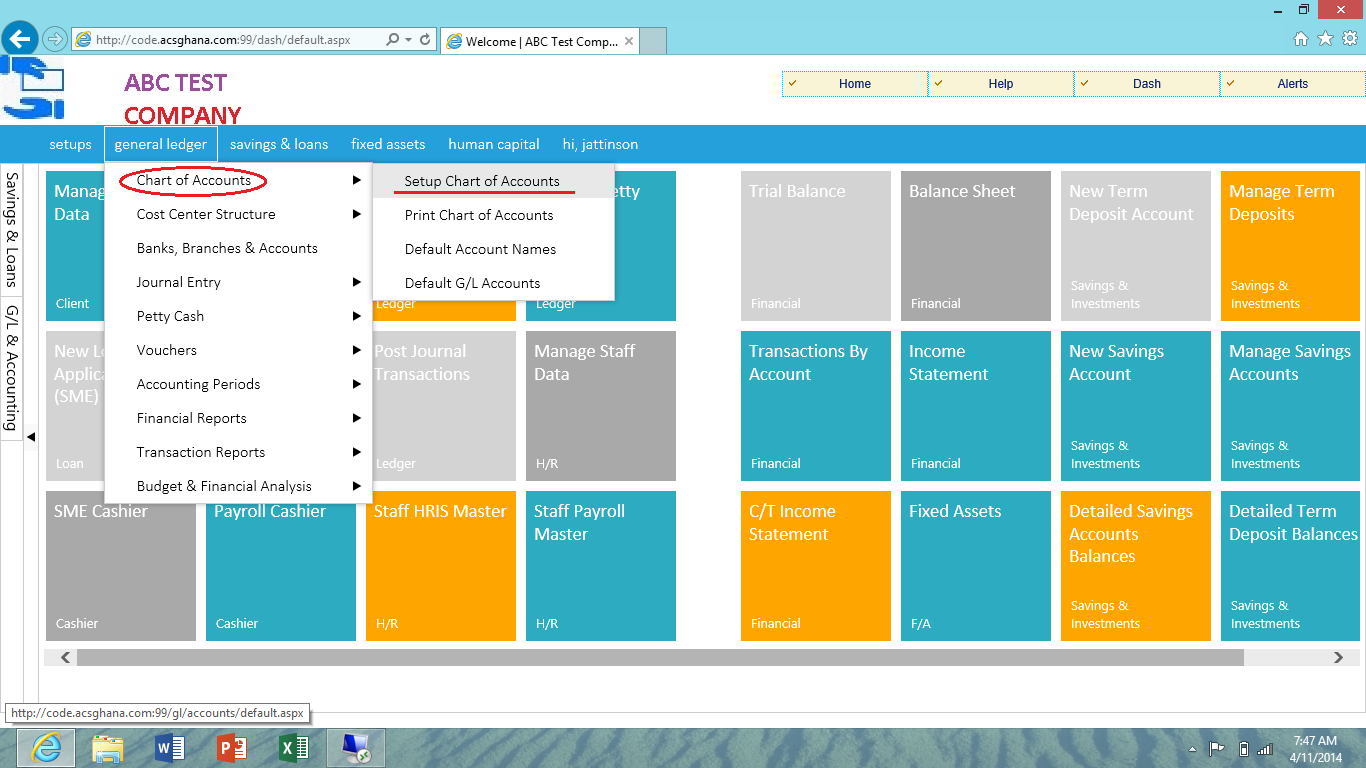 http://code.acsghana.com:99/dash/default.aspx
Welcome | ABC Test Comp...
ABC TEST
COMPANY
Home
Help
Dash
Alerts
setups
general ledger
savings & loans
fixed assets
human capital
hi, jattinson
Savings & Loans
G/L & Accounting
Chart of Accounts
Cost Center Structure
Banks, Branches & Accounts
Journal Entry
Petty Cash
Vouchers
Accounting Periods
Financial Reports
Transaction Reports
Budget & Financial Analysis
Setup Chart of Accounts
Print Chart of Accounts
Default Account Names
Default G/L Accounts
Data
Client
Ledger
Ledger
Trial Balance
Financial
Balance Sheet
Financial
New Term
Deposit Account
Savings &
Investments
Manage Term
Deposits
Savings &
Investments
(SME)
Loan
Post Journal
Transactions
Ledger
Manage Staff
Data
H/R
Transactions By
Account
Financial
Income
Statement
Financial
New Savings
Account
Savings &
Investments
Manage Savings
Accounts
Savings &
Investments
SME Cashier
Cashier
Payroll Cashier
Cashier
Staff HRIS Master
H/R
Staff Payroll
Master
H/R
C/T Income
Statement
Financial
Fixed Assets
F/A
Detailed Savings
Accounts
Balances
Savings &
Investments
Detailed Term
Deposit Balances
Savings &
Investments
http://code.acsghana.com:99/gl/accounts/default.aspx
7:47 AM
4/11/2014